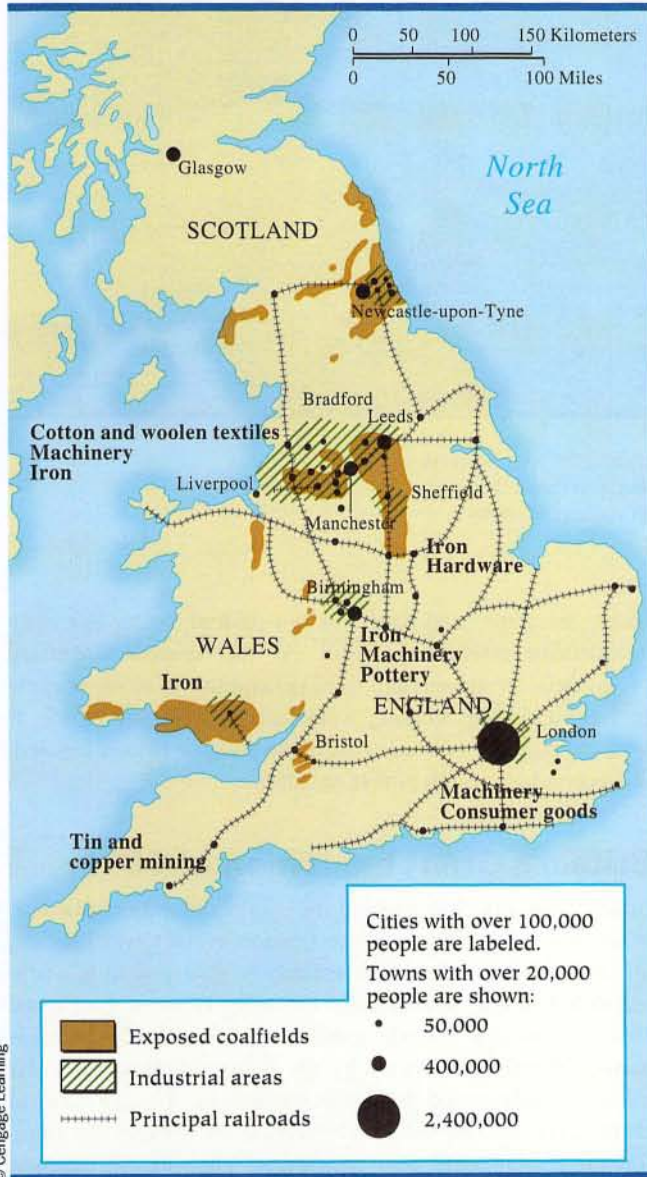 0 50 100 150 Kilometers
0 50 100 Miles
North
Sea
Glasgow
SCOTLAND
Newcastle-upon-Tyne
Bradford
Leeds
Cotton and woolen textiles
Machinery
Iron
Liverpool
Manchester
Sheffield
Iron
Hardware
Birmingham
WALES
Iron
Machinery
Pottery
Iron
ENGLAND
London
Bristol
Machinery
Consumer goods
Tin and
copper mining
Cities with over 100,000
people are labeled.
Towns with over 20,000
people are shown:
50,000
400,000
2,400,000
Exposed coalfields
Industrial areas
Principal railroads
© Cengage Learning